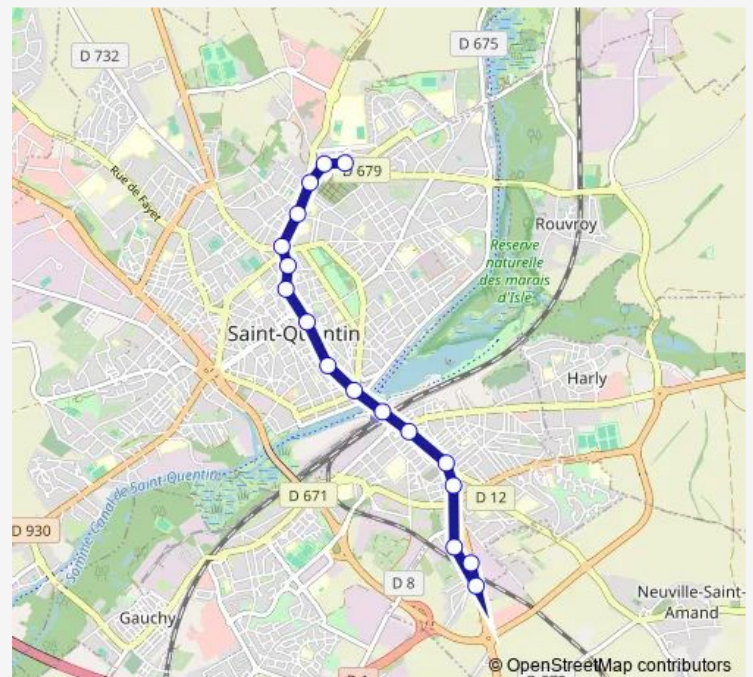 D 675
D 732
D 679
Rue de Fayet
Rouvroy
Reserve
naturelle
des marais
d'Isle
Saint-Quentin
Harly
Somme-Canal de Saint-Quentin
D 671
D 12
D 930
D 8
Neuville-Saint-
Amand
Gauchy
© OpenStreetMap contributors